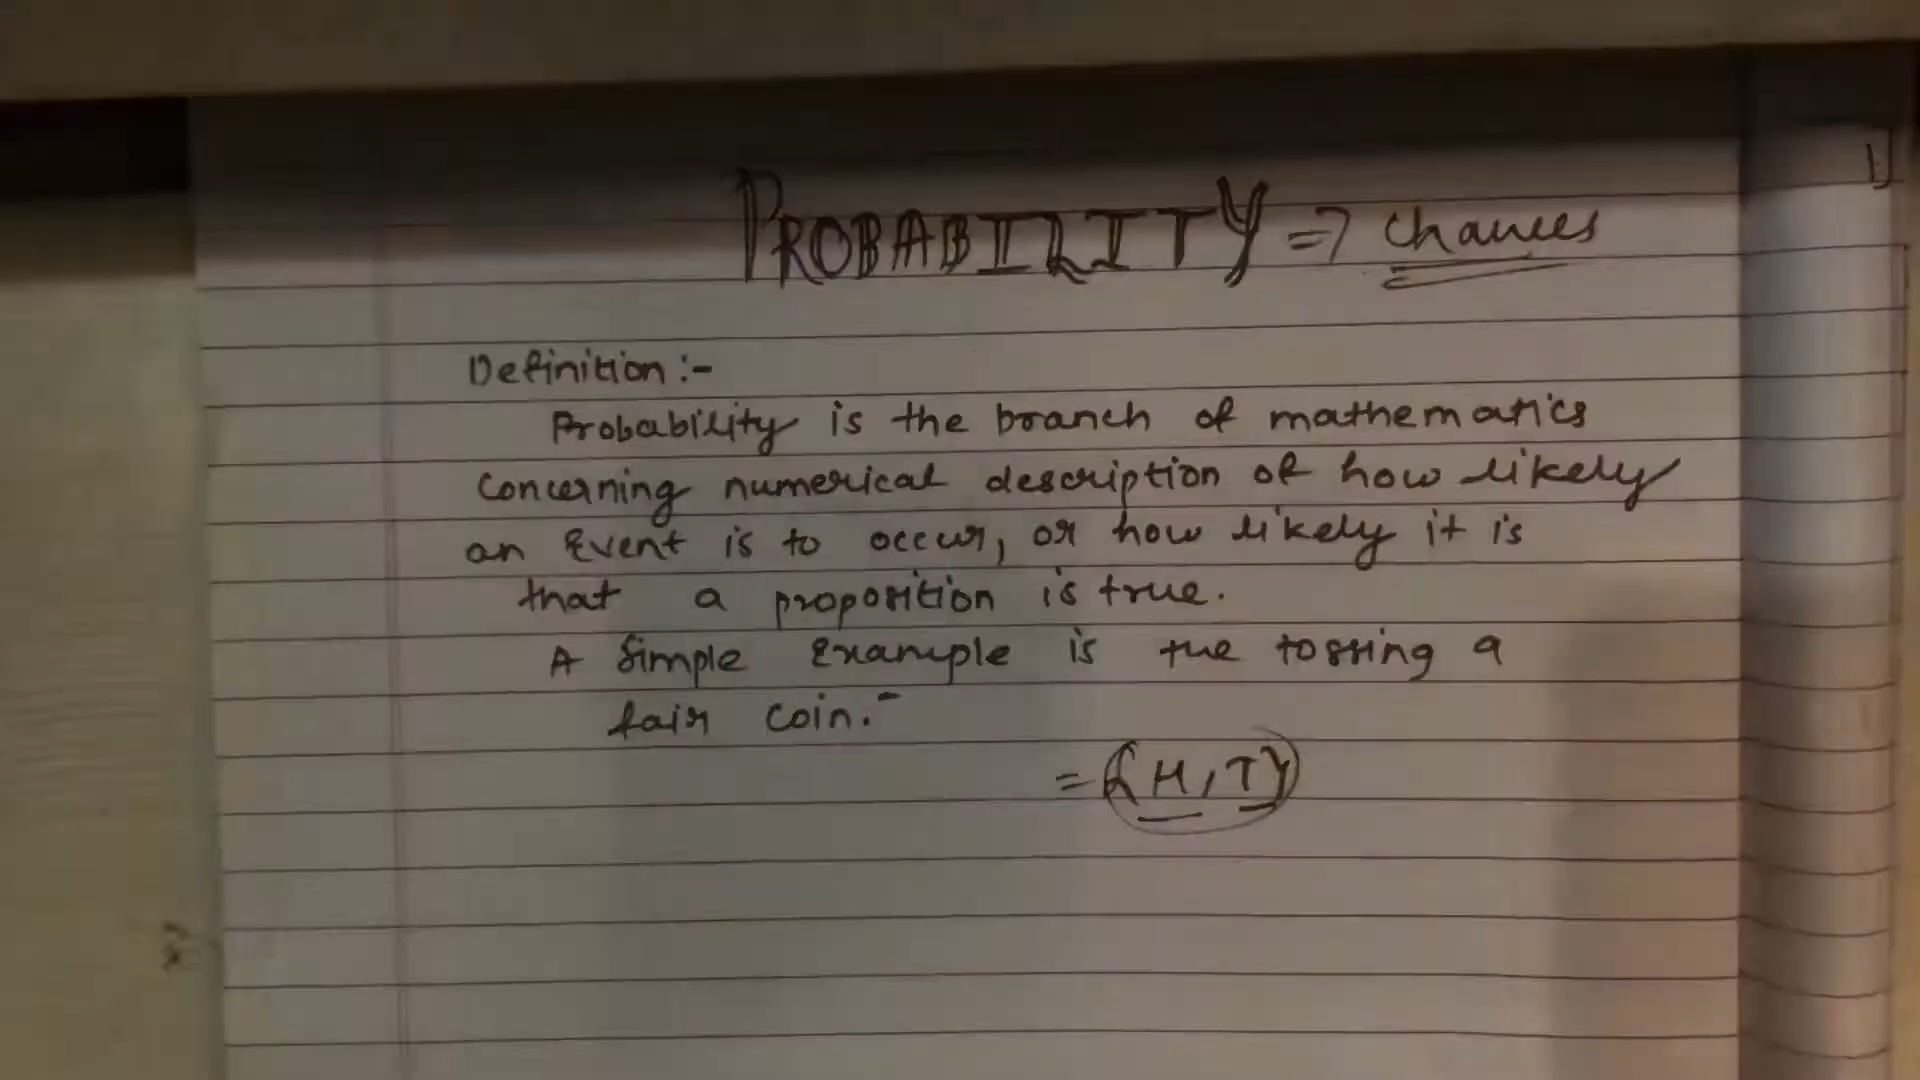 PROBABILITY => chances
Definition :-
Probability is the branch of mathematics
concerning numerical description of how likely
an Event is to occur, or how likely it is
that a proposition is true.
A Simple Example is the tossing a
fair coin.-
= {H, T}